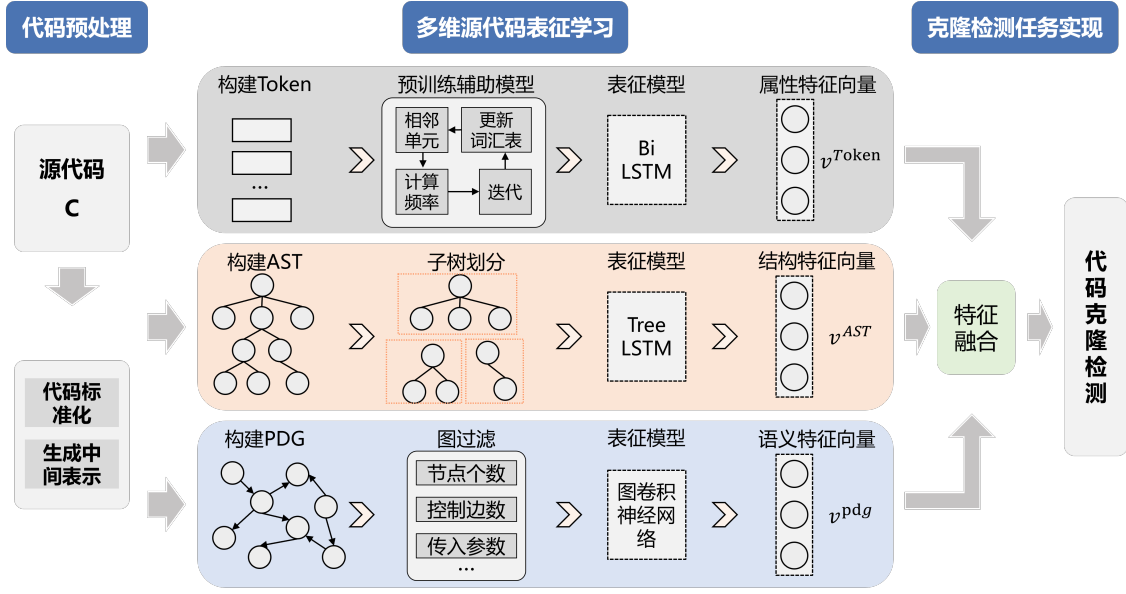 代码预处理
多维源代码表征学习
克隆检测任务实现
源代码
C
代码标
准化
生成中
间表示
构建Token
...
预训练辅助模型
相邻
单元
更新
词汇表
计算
频率
迭代
表征模型
Bi
LSTM
属性特征向量
v^Token
构建AST
子树划分
表征模型
Tree
LSTM
结构特征向量
v^AST
构建PDG
图过滤
节点个数
控制边数
传入参数
...
表征模型
图卷积
神经网
络
语义特征向量
v^pdg
特征
融合
代
码
克
隆
检
测